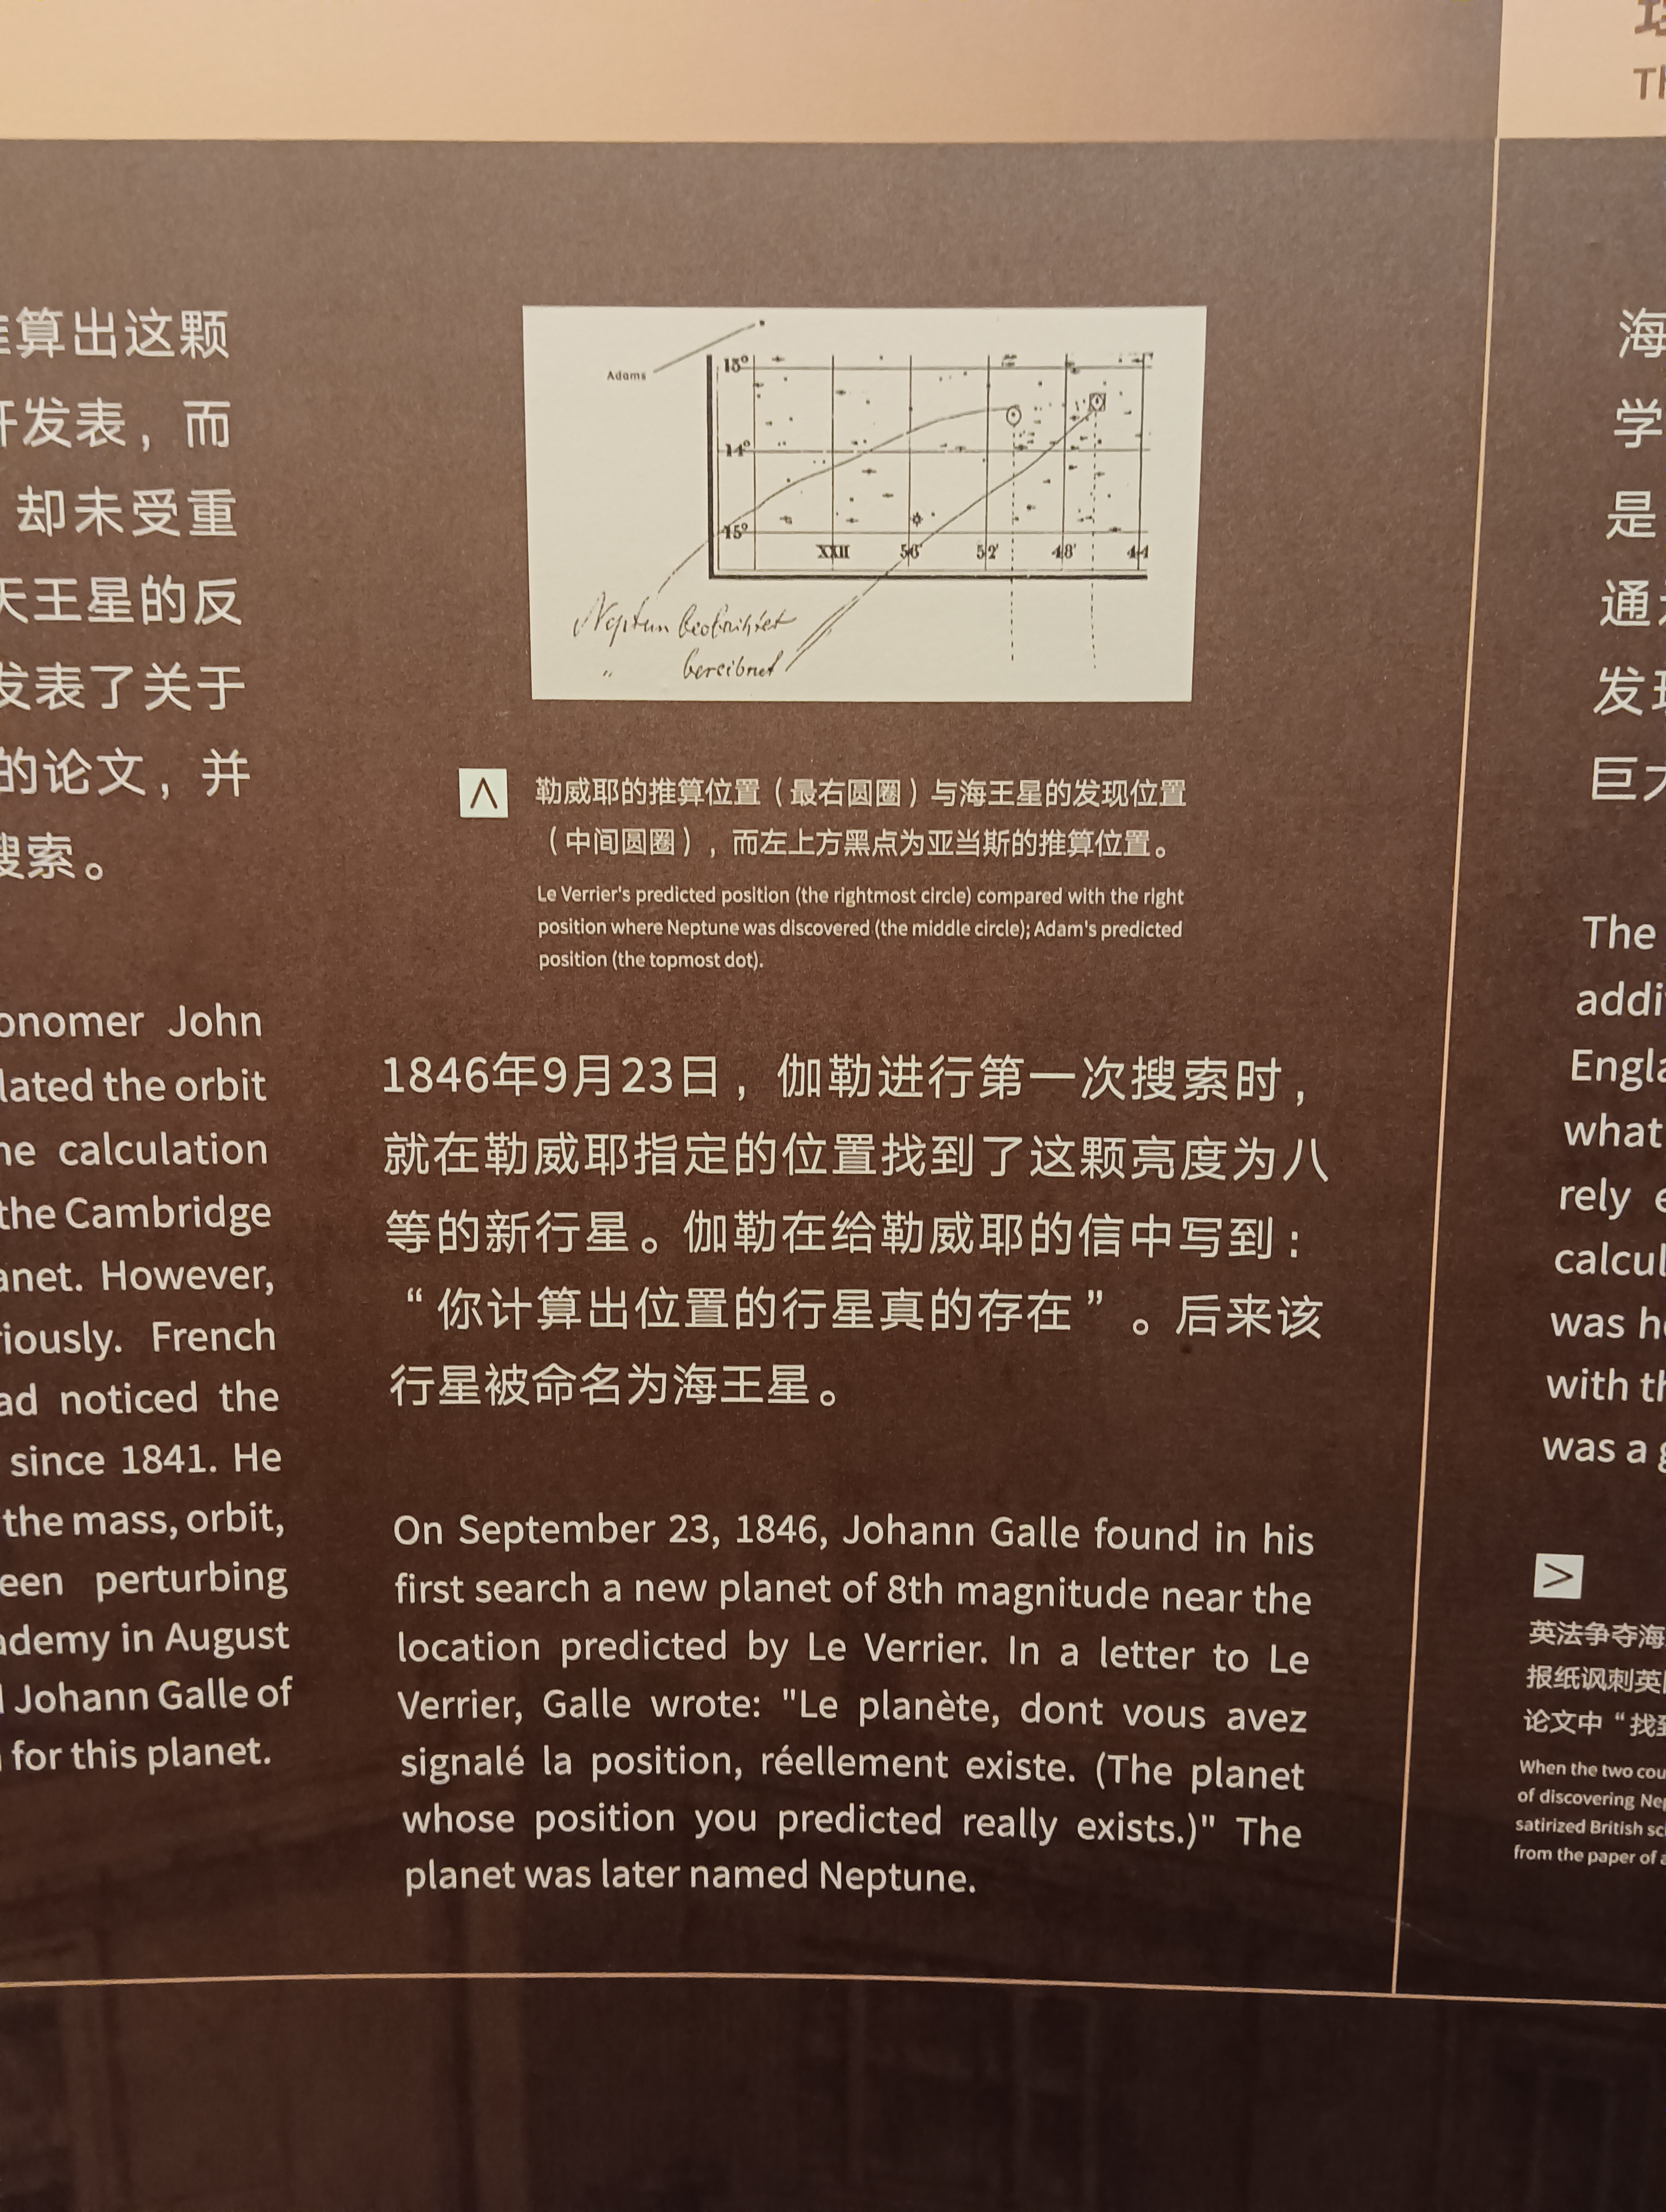 Th
算出这颗
发表，而
却未受重
天王星的反
发表了关于
的论文，并
搜索。
John
the orbit
calculation
the Cambridge
However,
French
noticed the
since 1841. He
the mass, orbit,
perturbing
in August
Johann Galle of
for this planet.
Adams
15°
14°
15°
XXII 56' 52' 48' 44
Neptun beobachtet
" berechnet
勒威耶的推算位置（最右圆圈）与海王星的发现位置
（中间圆圈），而左上方黑点为亚当斯的推算位置。
Le Verrier's predicted position (the rightmost circle) compared with the right
position where Neptune was discovered (the middle circle); Adam's predicted
position (the topmost dot).
1846年9月23日，伽勒进行第一次搜索时，
就在勒威耶指定的位置找到了这颗亮度为八
等的新行星。伽勒在给勒威耶的信中写到：
“你计算出位置的行星真的存在”。后来该
行星被命名为海王星。
On September 23, 1846, Johann Galle found in his
first search a new planet of 8th magnitude near the
location predicted by Le Verrier. In a letter to Le
Verrier, Galle wrote: "Le planète, dont vous avez
signalé la position, réellement existe. (The planet
whose position you predicted really exists.)" The
planet was later named Neptune.
海
学
是
通
发现
巨大
The
addi
Engla
what
rely
calcul
was
with
was a
英法争夺海
报纸讽刺英
论文中“找
When the two cou
of discovering Nep
satirized British sc
from the paper of a